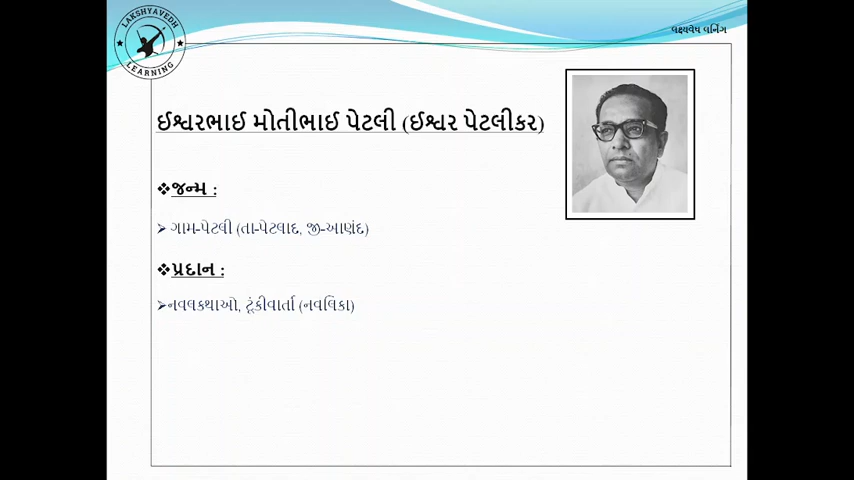 LAKSHYAVEDH
LEARNING
લક્ષ્યવેધ લર્નિંગ
ઈશ્વરભાઈ મોતીભાઈ પેટલી (ઈશ્વર પેટલીકર)
❖જન્મ :
➢ ગામ-પેટલી (તા-પેટલાદ, જી-આણંદ)
❖પ્રદાન :
➢નવલકથાઓ, ટૂંકીવાર્તા (નવલિકા)